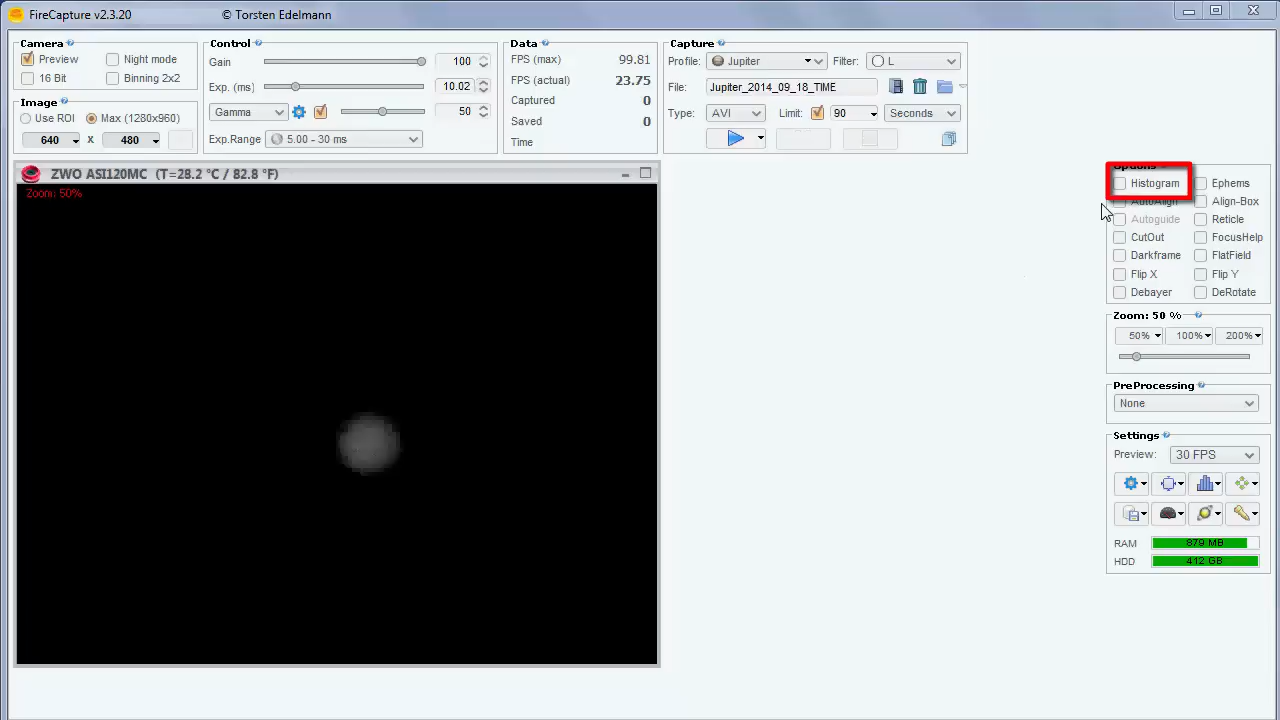 FireCapture v2.3.20 © Torsten Edelmann
Camera
Preview Night mode
16 Bit Binning 2x2
Image
Use ROI Max (1280x960)
640 x 480
Control
Gain 100
Exp. (ms) 10.02
Gamma 50
Exp.Range 5.00 - 30 ms
Data
FPS (max) 99.81
FPS (actual) 23.75
Captured 0
Saved 0
Time
Capture
Profile: Jupiter Filter: L
File: Jupiter_2014_09_18_TIME
Type: AVI Limit: 90 Seconds
ZWO ASI120MC (T=28.2 °C / 82.8 °F)
Zoom: 50%
Options
Histogram Ephems
AutoAlign Align-Box
Autoguide Reticle
CutOut FocusHelp
Darkframe FlatField
Flip X Flip Y
Debayer DeRotate
Zoom: 50 %
50% 100% 200%
PreProcessing
None
Settings
Preview: 30 FPS
RAM 879 MB
HDD 412 GB